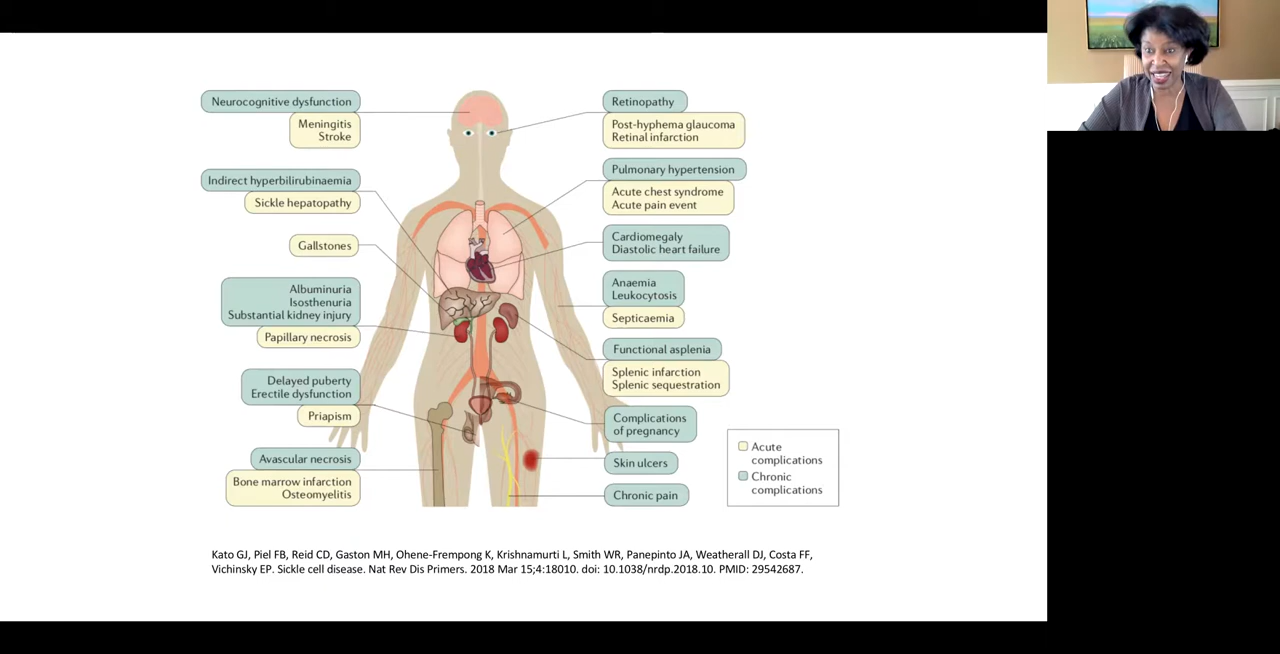 Neurocognitive dysfunction
Meningitis
Stroke
Indirect hyperbilirubinaemia
Sickle hepatopathy
Gallstones
Albuminuria
Isosthenuria
Substantial kidney injury
Papillary necrosis
Delayed puberty
Erectile dysfunction
Priapism
Avascular necrosis
Bone marrow infarction
Osteomyelitis
Retinopathy
Post-hyphema glaucoma
Retinal infarction
Pulmonary hypertension
Acute chest syndrome
Acute pain event
Cardiomegaly
Diastolic heart failure
Anaemia
Leukocytosis
Septicaemia
Functional asplenia
Splenic infarction
Splenic sequestration
Complications
of pregnancy
Skin ulcers
Chronic pain
Acute
complications
Chronic
complications
Kato GJ, Piel FB, Reid CD, Gaston MH, Ohene-Frempong K, Krishnamurti L, Smith WR, Panepinto JA, Weatherall DJ, Costa FF,
Vichinsky EP. Sickle cell disease. Nat Rev Dis Primers. 2018 Mar 15;4:18010. doi: 10.1038/nrdp.2018.10. PMID: 29542687.